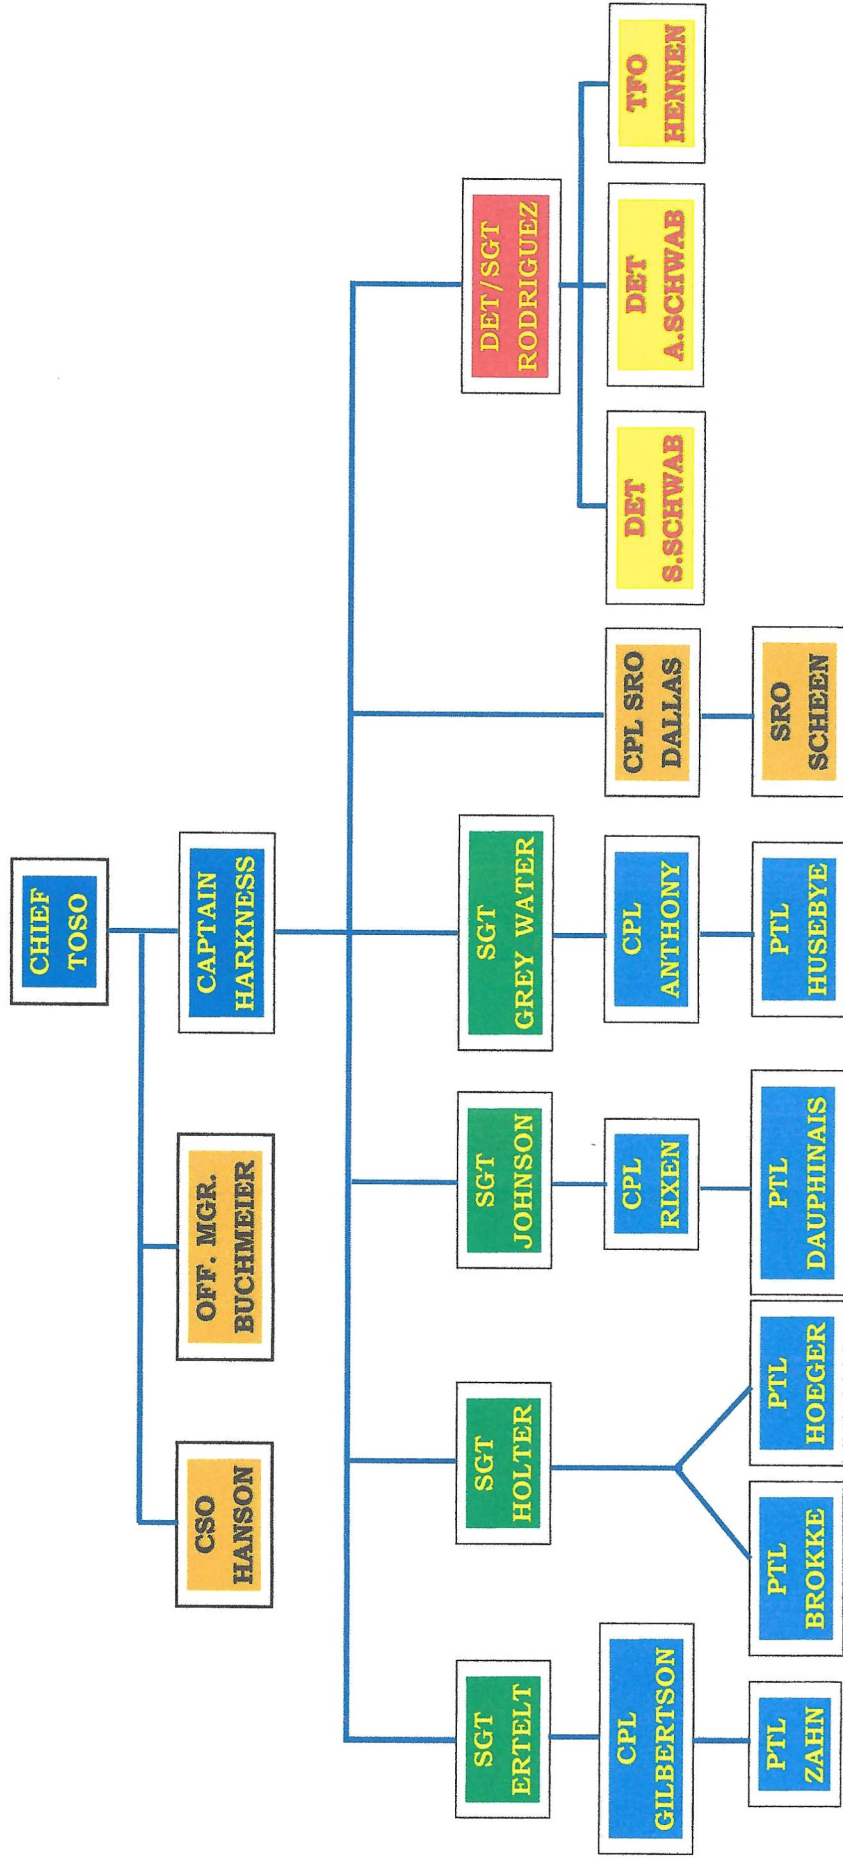 CHIEF
TOSO
CSO
HANSON
OFF. MGR.
BUCHMEIER
CAPTAIN
HARKNESS
SGT
ERTELT
SGT
HOLTER
SGT
JOHNSON
SGT
GREY WATER
DET/SGT
RODRIGUEZ
CPL
GILBERTSON
CPL
RIXEN
CPL
ANTHONY
CPL SRO
DALLAS
DET
S.SCHWAB
DET
A.SCHWAB
TFO
HENNEN
PTL
ZAHN
PTL
BROKKE
PTL
HOEGER
PTL
DAUPHINAIS
PTL
HUSEBYE
SRO
SCHEEN